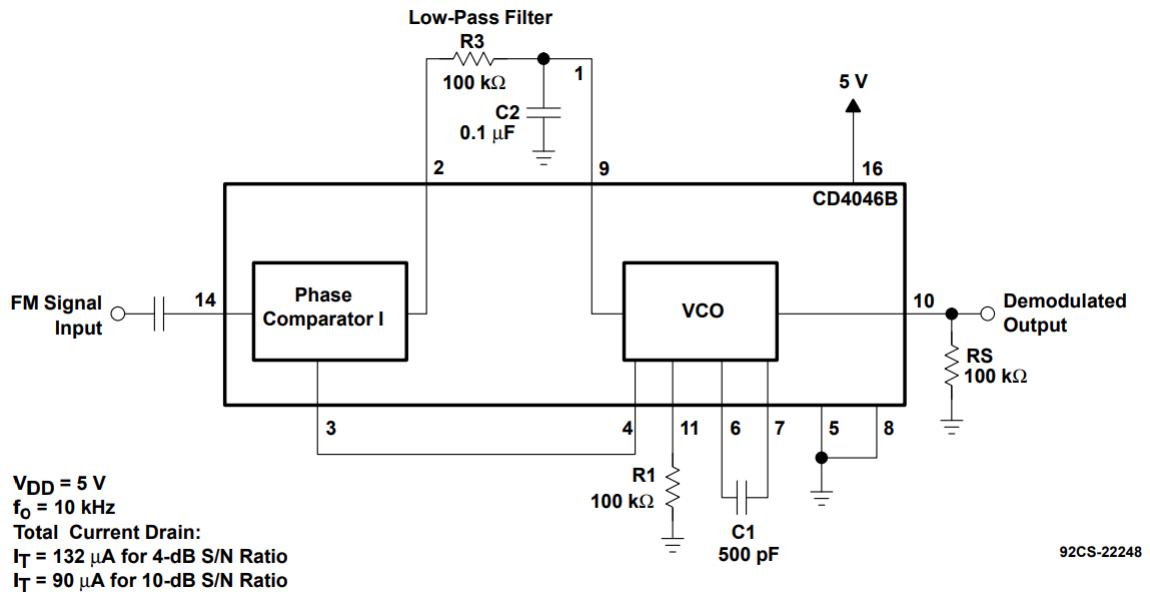 Low-Pass Filter
R3
100 kΩ
1
C2
0.1 μF
5 V
2
9
16
CD4046B
FM Signal
Input
14
Phase
Comparator I
VCO
10
Demodulated
Output
RS
100 kΩ
3
4
11
6
7
5
8
R1
100 kΩ
C1
500 pF
VDD = 5 V
fo = 10 kHz
Total Current Drain:
IT = 132 μA for 4-dB S/N Ratio
IT = 90 μA for 10-dB S/N Ratio
92CS-22248